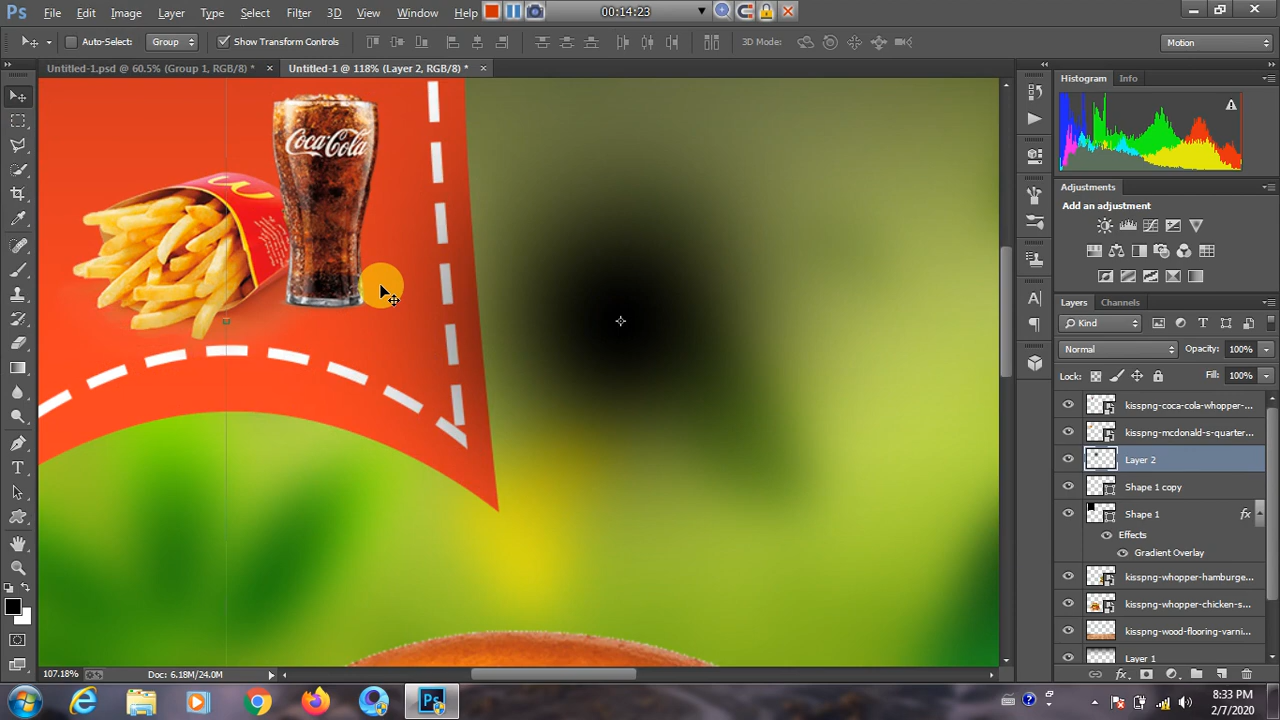 Ps File Edit Image Layer Type Select Filter 3D View Window Help 00:14:23
Auto-Select: Group Show Transform Controls 3D Mode: Motion
Untitled-1.psd @ 60.5% (Group 1, RGB/8) * Untitled-1 @ 118% (Layer 2, RGB/8) *
Histogram Info
Coca-Cola
Adjustments
Add an adjustment
Layers Channels
Kind
Normal Opacity: 100%
Lock: Fill: 100%
kisspng-coca-cola-whopper-...
kisspng-mcdonald-s-quarter...
Layer 2
Shape 1 copy
Shape 1 fx
Effects
Gradient Overlay
kisspng-whopper-hamburge...
kisspng-whopper-chicken-s...
kisspng-wood-flooring-varni...
Layer 1
107.18% Doc: 6.18M/24.0M
8:33 PM
2/7/2020